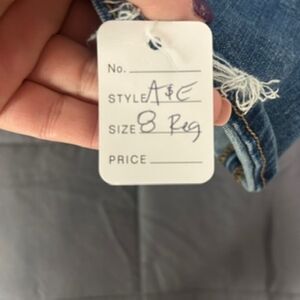 No.
STYLE A&E
SIZE 8 Reg
PRICE